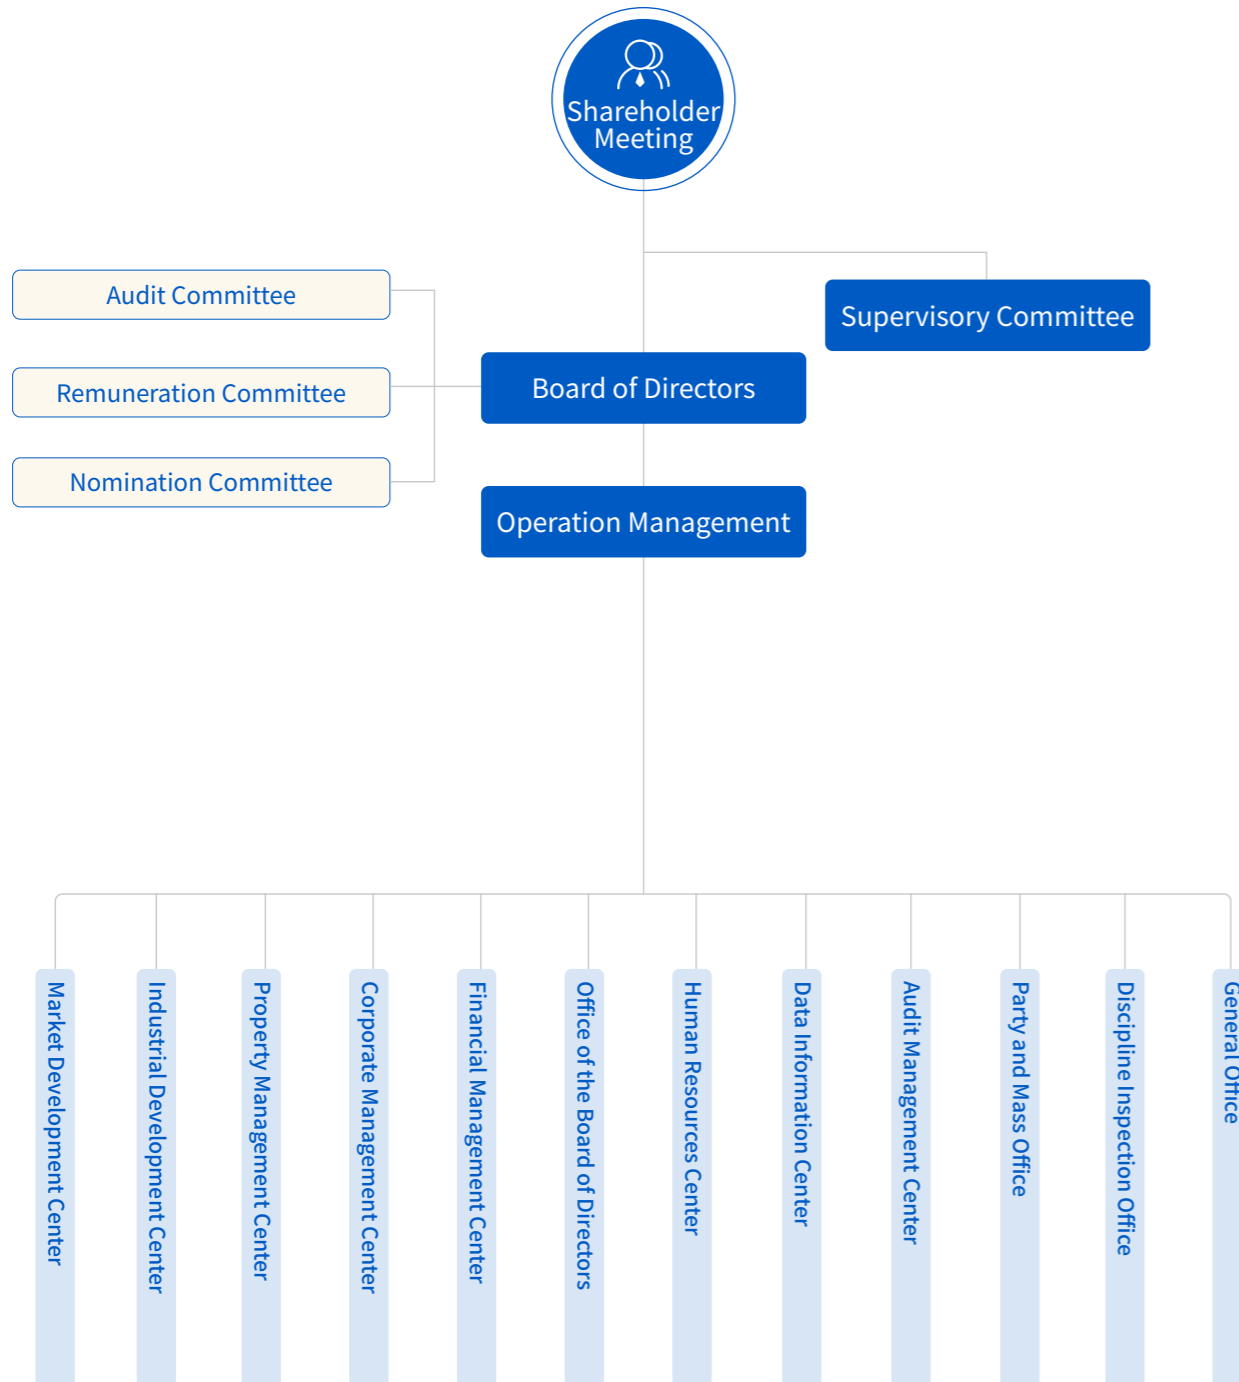 Shareholder
Meeting
Audit Committee
Supervisory Committee
Remuneration Committee
Board of Directors
Nomination Committee
Operation Management
Market Development Center
Industrial Development Center
Property Management Center
Corporate Management Center
Financial Management Center
Office of the Board of Directors
Human Resources Center
Data Information Center
Audit Management Center
Party and Mass Office
Discipline Inspection Office
General Office